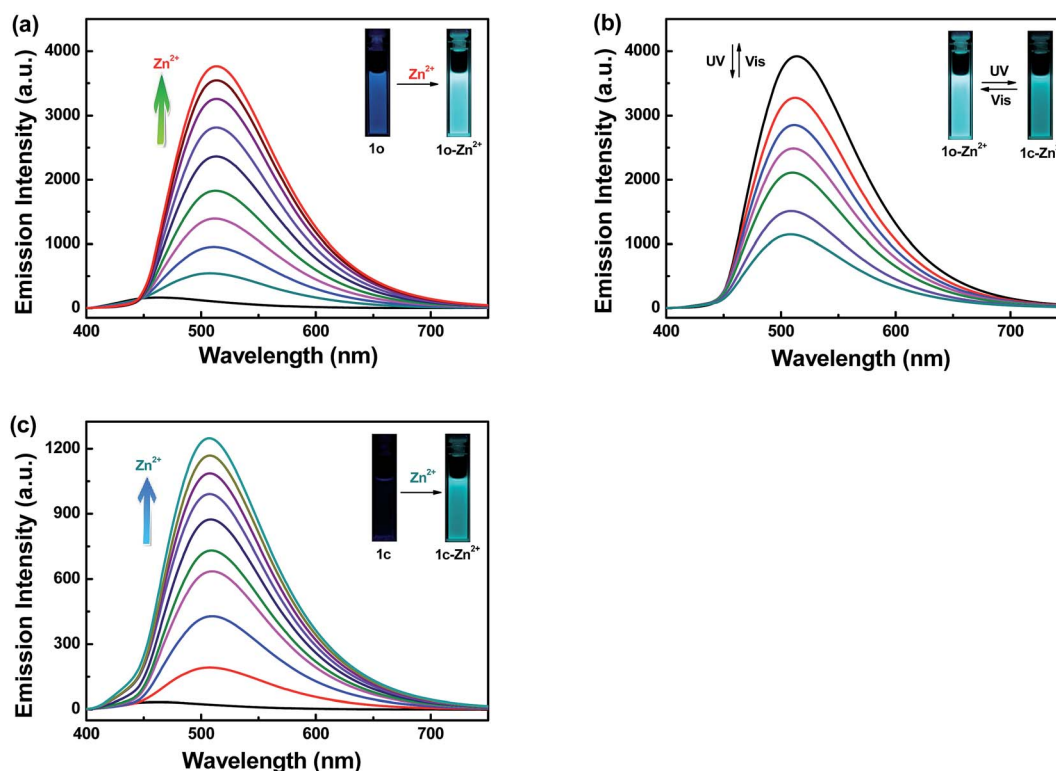 (a)
4000
3000
2000
1000
0
Emission Intensity (a.u.)
Zn²⁺
1o
Zn²⁺
1o-Zn²⁺
400
500
600
700
Wavelength (nm)
(b)
4000
3000
2000
1000
0
Emission Intensity (a.u.)
UV Vis
UV
Vis
1o-Zn²⁺
1c-Zn
400
500
600
700
Wavelength (nm)
(c)
1200
900
600
300
0
Emission Intensity (a.u.)
Zn²⁺
Zn²⁺
1c
1c-Zn²⁺
400
500
600
700
Wavelength (nm)